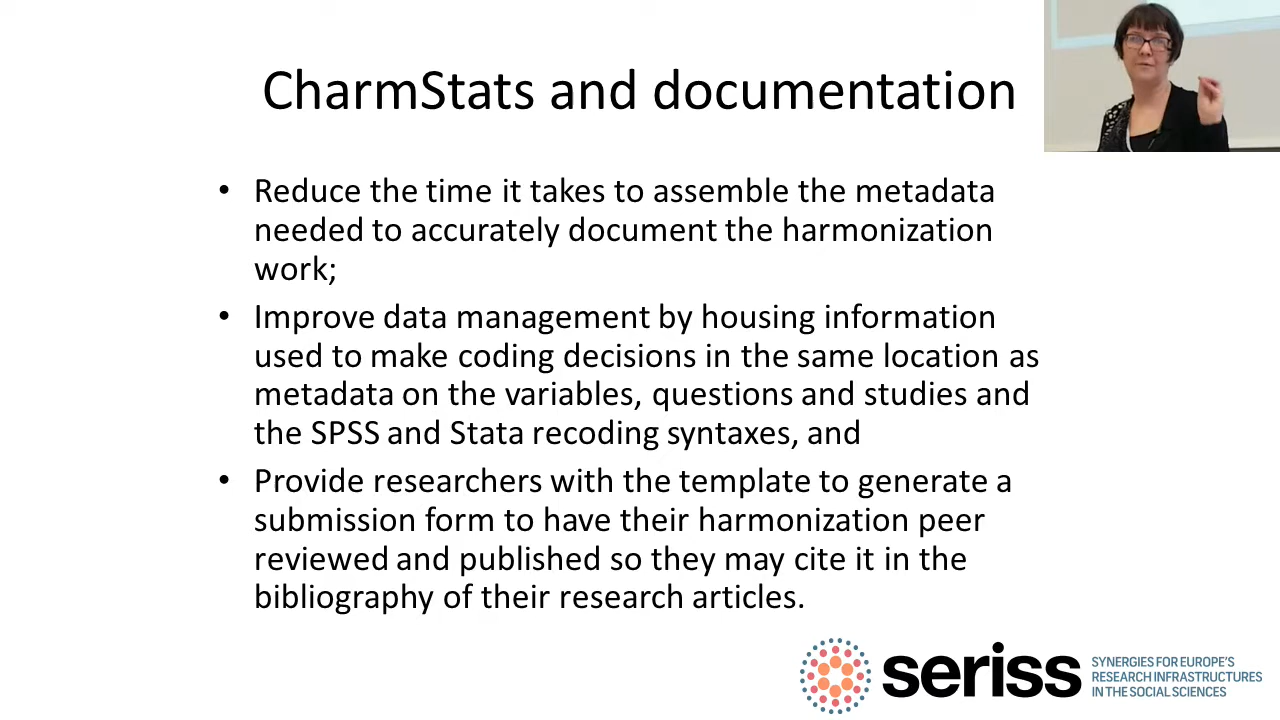 CharmStats and documentation
• Reduce the time it takes to assemble the metadata
needed to accurately document the harmonization
work;
• Improve data management by housing information
used to make coding decisions in the same location as
metadata on the variables, questions and studies and
the SPSS and Stata recoding syntaxes, and
• Provide researchers with the template to generate a
submission form to have their harmonization peer
reviewed and published so they may cite it in the
bibliography of their research articles.
seriss
SYNERGIES FOR EUROPE'S
RESEARCH INFRASTRUCTURES
IN THE SOCIAL SCIENCES